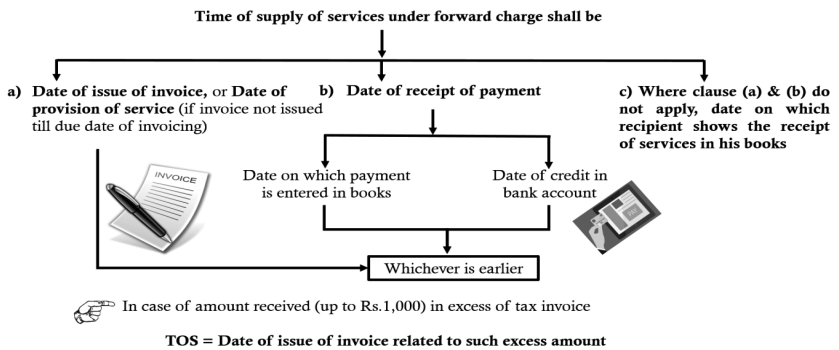 Time of supply of services under forward charge shall be
a) Date of issue of invoice, or Date of
provision of service (if invoice not issued
till due date of invoicing)
b) Date of receipt of payment
c) Where clause (a) & (b) do
not apply, date on which
recipient shows the receipt
of services in his books
INVOICE
Date on which payment
is entered in books
Date of credit in
bank account
Whichever is earlier
In case of amount received (up to Rs.1,000) in excess of tax invoice
TOS = Date of issue of invoice related to such excess amount